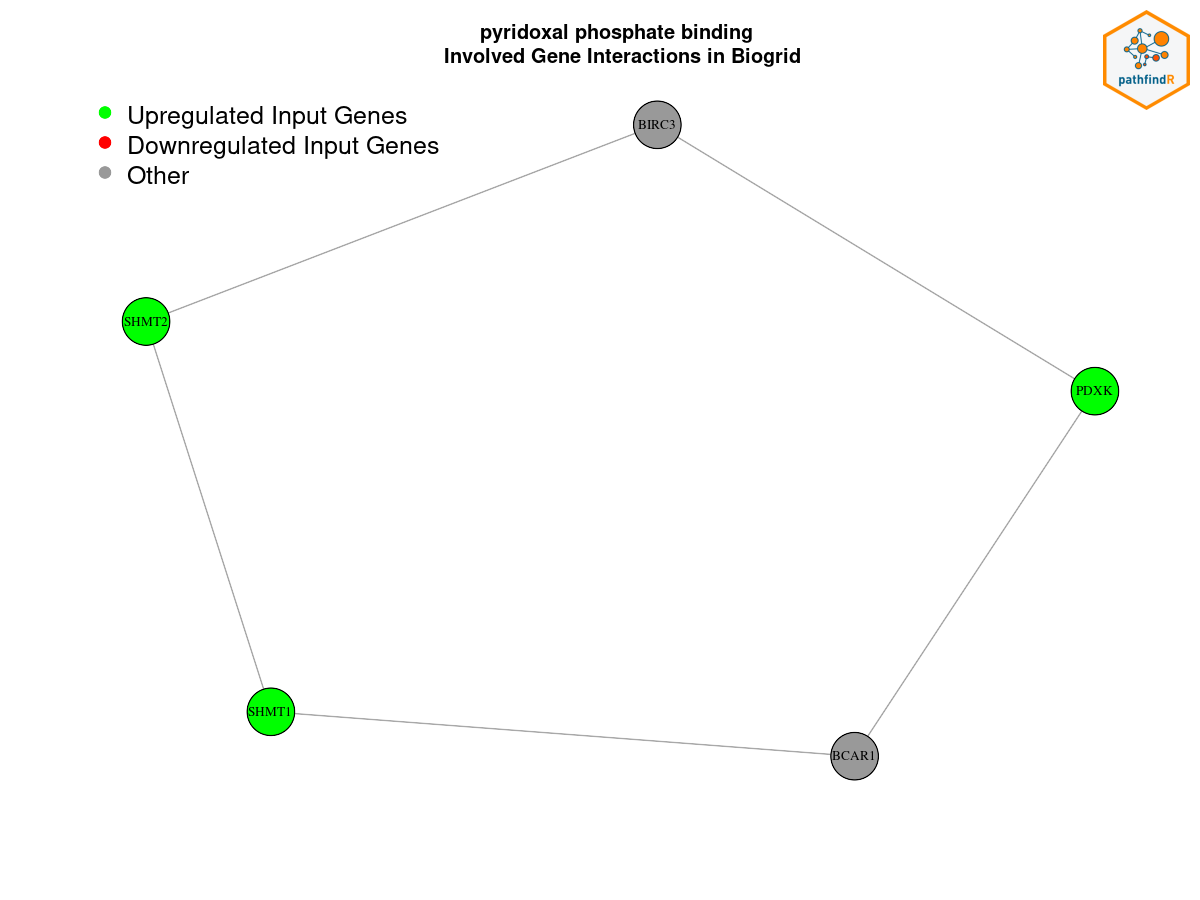 pyridoxal phosphate binding
Involved Gene Interactions in Biogrid
pathfindR
Upregulated Input Genes
Downregulated Input Genes
Other
BIRC3
SHMT2
PDXK
SHMT1
BCAR1